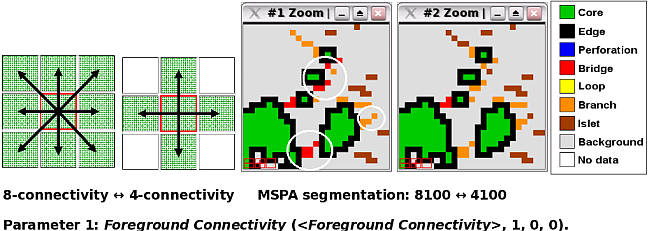 #1 Zoom
#2 Zoom
Core
Edge
Perforation
Bridge
Loop
Branch
Islet
Background
No data
8-connectivity ↔ 4-connectivity MSPA segmentation: 8100 ↔ 4100
Parameter 1: Foreground Connectivity (<Foreground Connectivity>, 1, 0, 0).